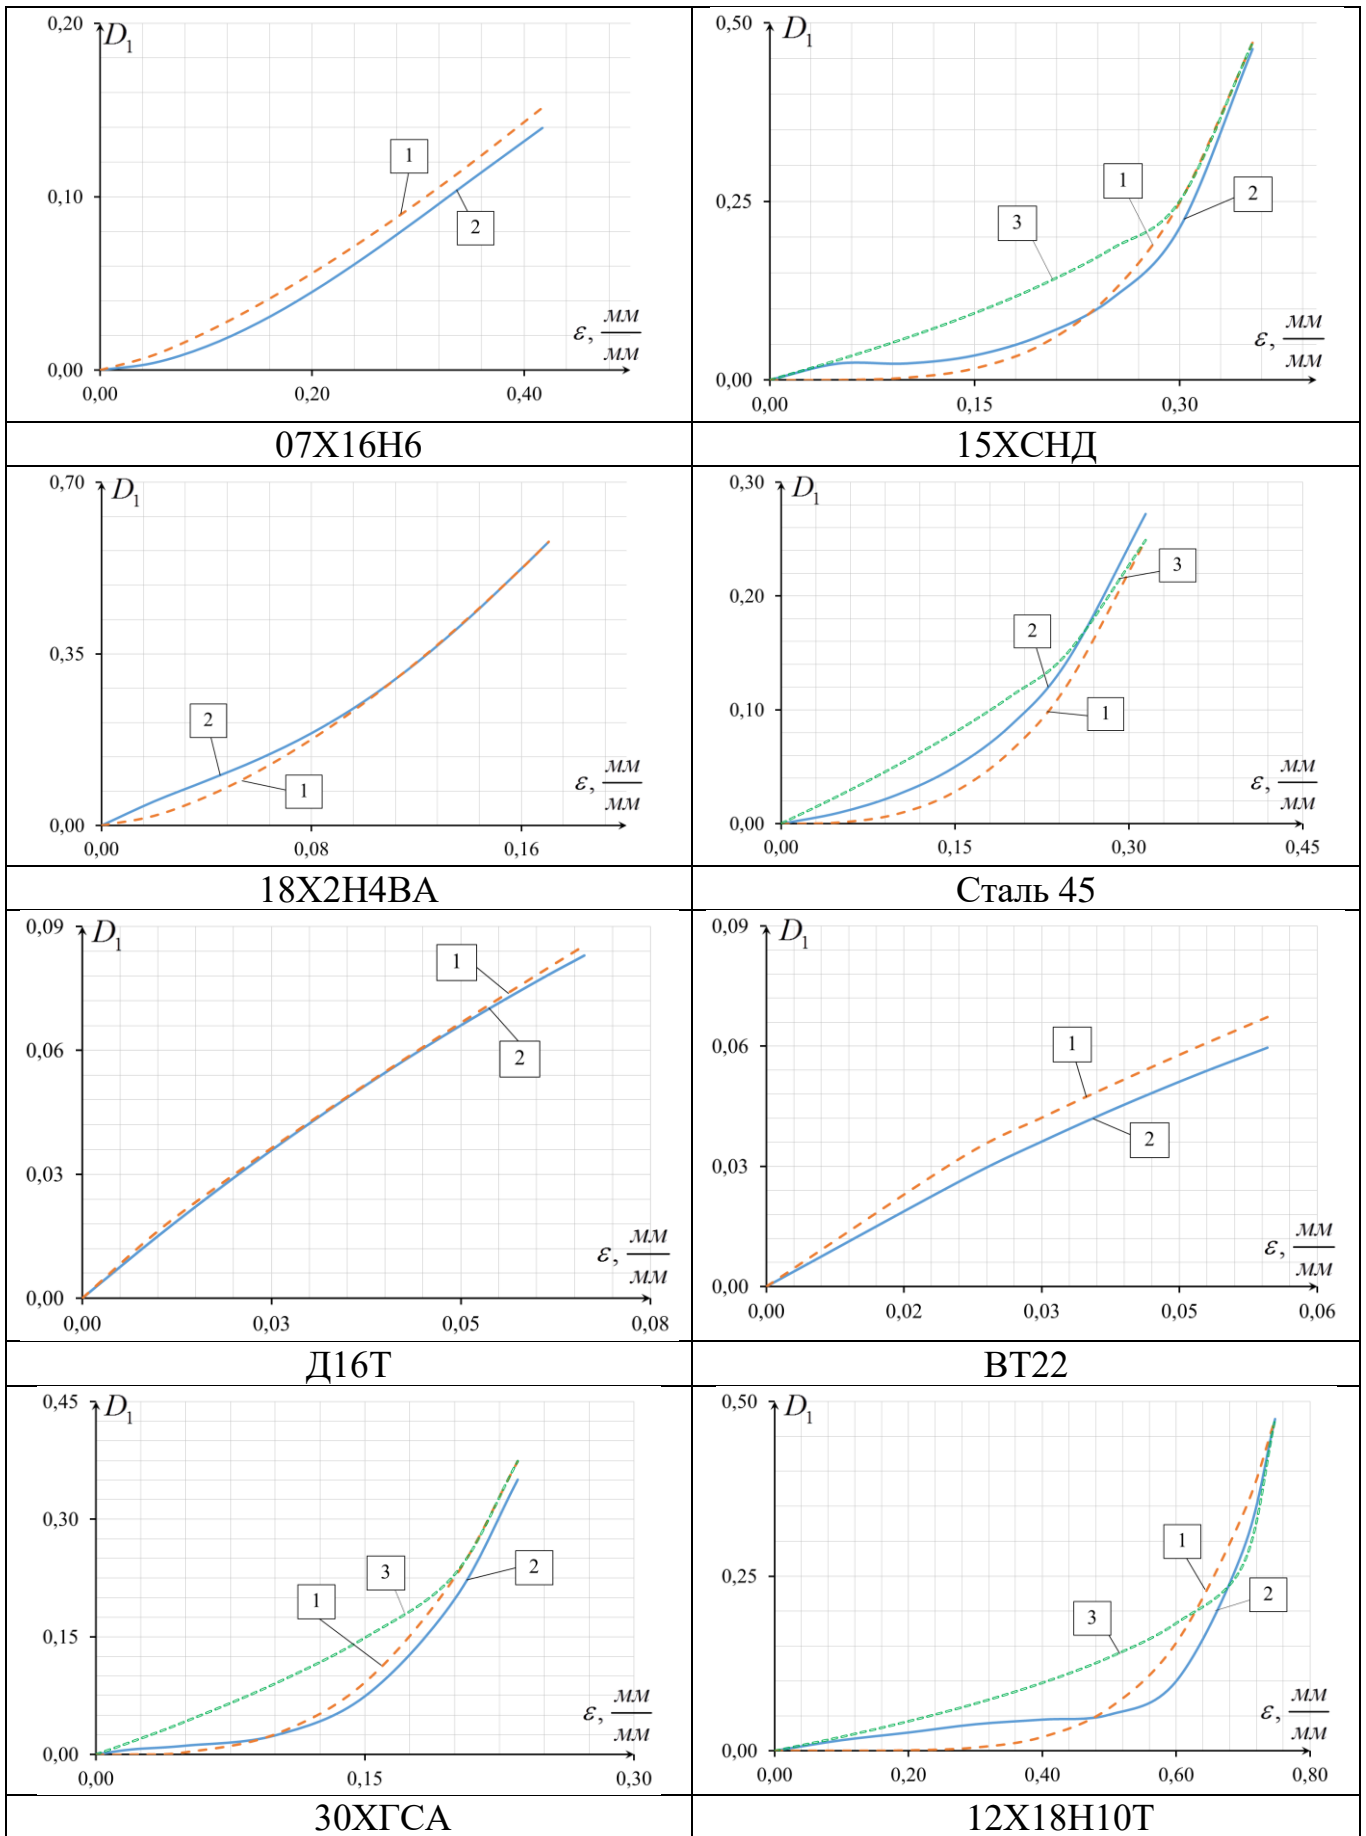 0,20 D1
1
0,10
2
ε, мм/мм
0,00
0,00 0,20 0,40
07Х16Н6
0,50 D1
1
2
0,25
3
ε, мм/мм
0,00
0,00 0,15 0,30
15ХСНД
0,70 D1
0,35
2
1
ε, мм/мм
0,00
0,00 0,08 0,16
18Х2Н4ВА
0,30 D1
3
0,20
2
1
0,10
ε, мм/мм
0,00
0,00 0,15 0,30 0,45
Сталь 45
0,09 D1
1
0,06
2
0,03
ε, мм/мм
0,00
0,00 0,03 0,05 0,08
Д16Т
0,09 D1
1
0,06
2
0,03
ε, мм/мм
0,00
0,00 0,02 0,03 0,05 0,06
ВТ22
0,45 D1
0,30
3
2
1
0,15
ε, мм/мм
0,00
0,00 0,15 0,30
30ХГСА
0,50 D1
1
0,25
2
3
ε, мм/мм
0,00
0,00 0,20 0,40 0,60 0,80
12Х18Н10Т